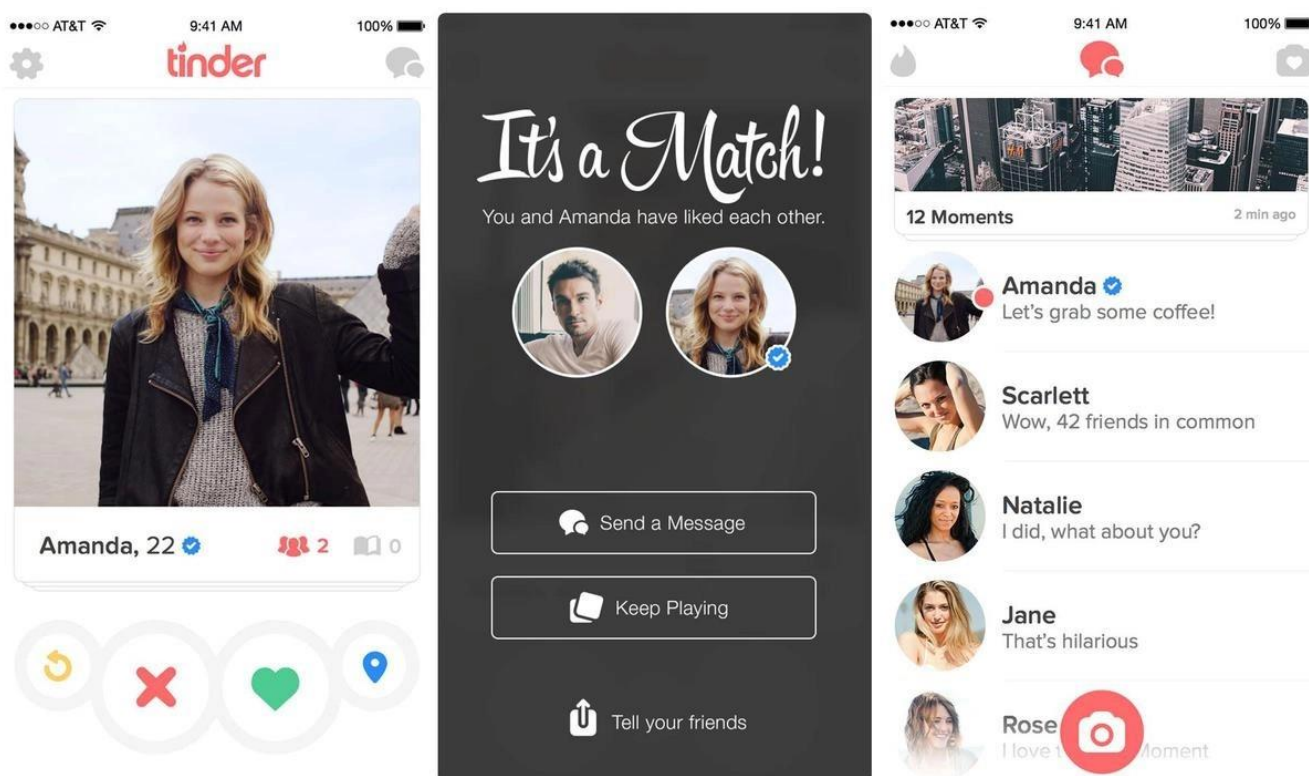 AT&T 9:41 AM 100%
tinder
Amanda, 22 2 0
It's a Match!
You and Amanda have liked each other.
Send a Message
Keep Playing
Tell your friends
AT&T 9:41 AM 100%
H&M
12 Moments 2 min ago
Amanda
Let's grab some coffee!
Scarlett
Wow, 42 friends in common
Natalie
I did, what about you?
Jane
That's hilarious
Rose
I love Moment